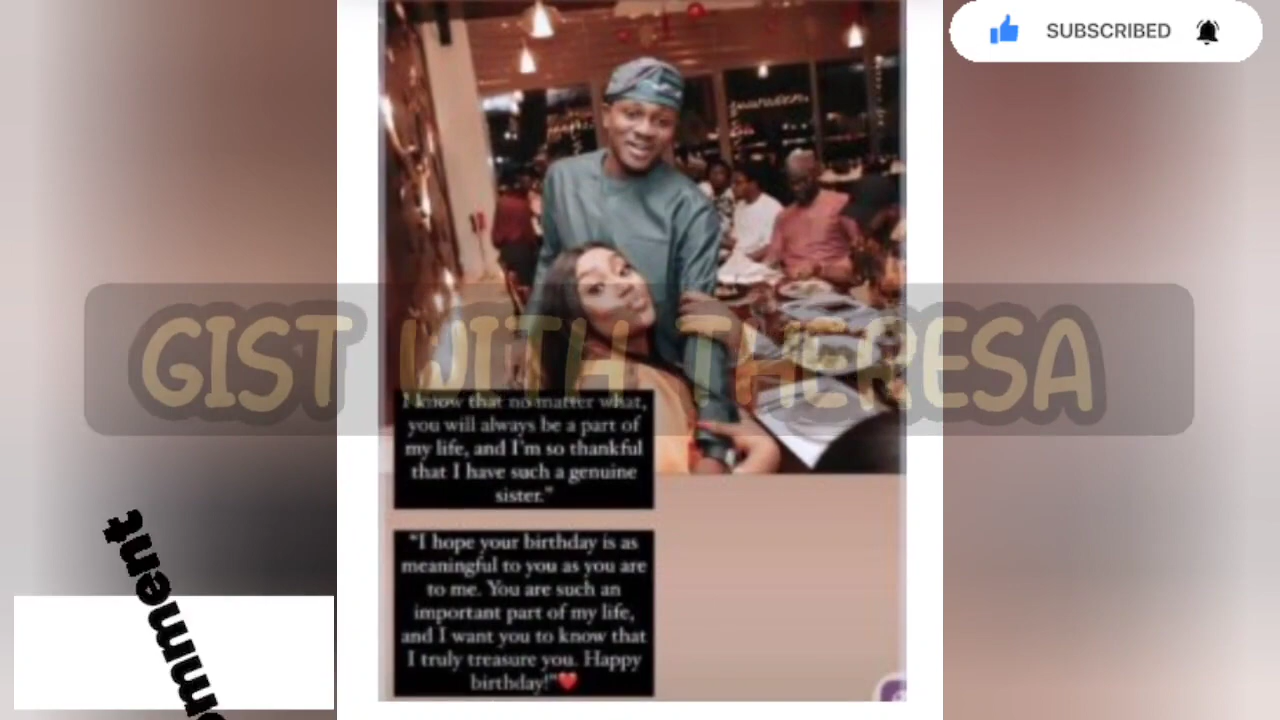 SUBSCRIBED
GIST WITH THERESA
I know that no matter what,
you will always be a part of
my life, and I'm so thankful
that I have such a genuine
sister."
"I hope your birthday is as
meaningful to you as you are
to me. You are such an
important part of my life,
and I want you to know that
I truly treasure you. Happy
birthday!"❤️
omment